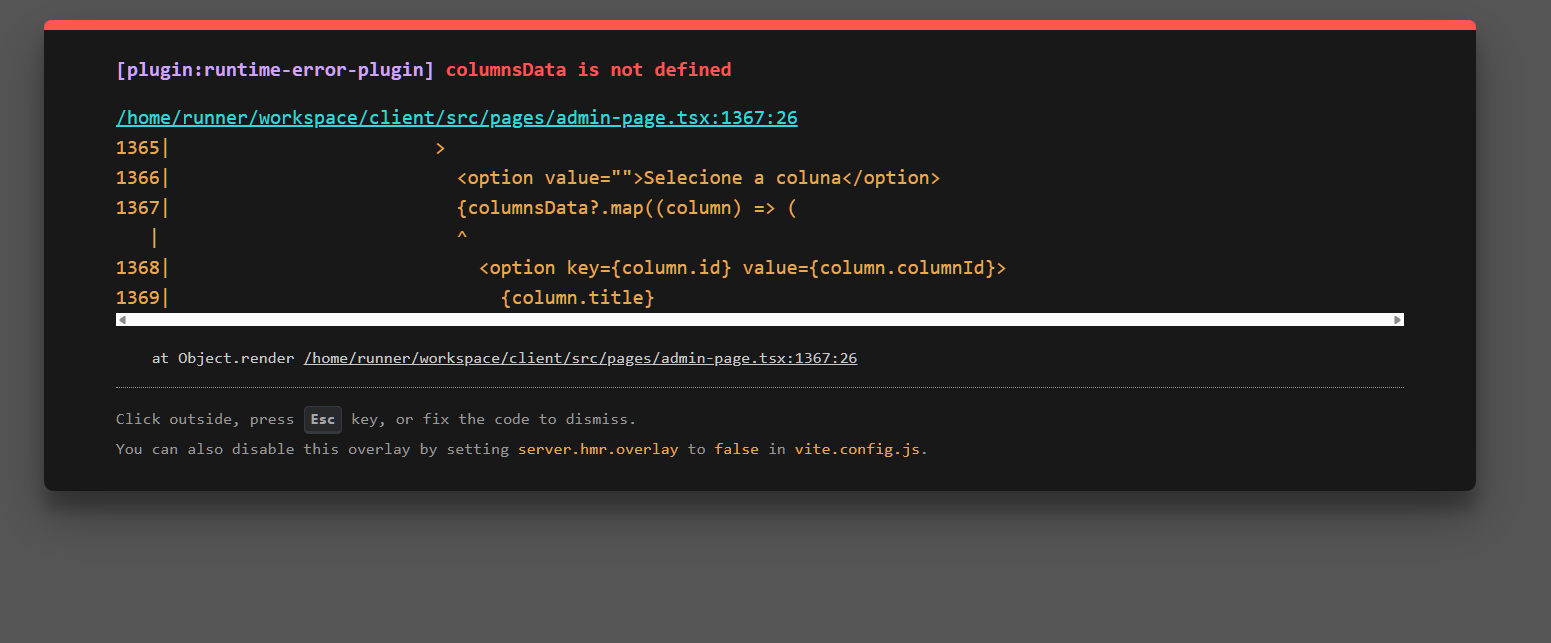 [plugin:runtime-error-plugin] columnsData is not defined
/home/runner/workspace/client/src/pages/admin-page.tsx:1367:26
1365|                        >
1366|                          <option value="">Selecione a coluna</option>
1367|                          {columnsData?.map((column) => (
   |                          ^
1368|                            <option key={column.id} value={column.columnId}>
1369|                              {column.title}
at Object.render /home/runner/workspace/client/src/pages/admin-page.tsx:1367:26
Click outside, press Esc key, or fix the code to dismiss.
You can also disable this overlay by setting server.hmr.overlay to false in vite.config.js.